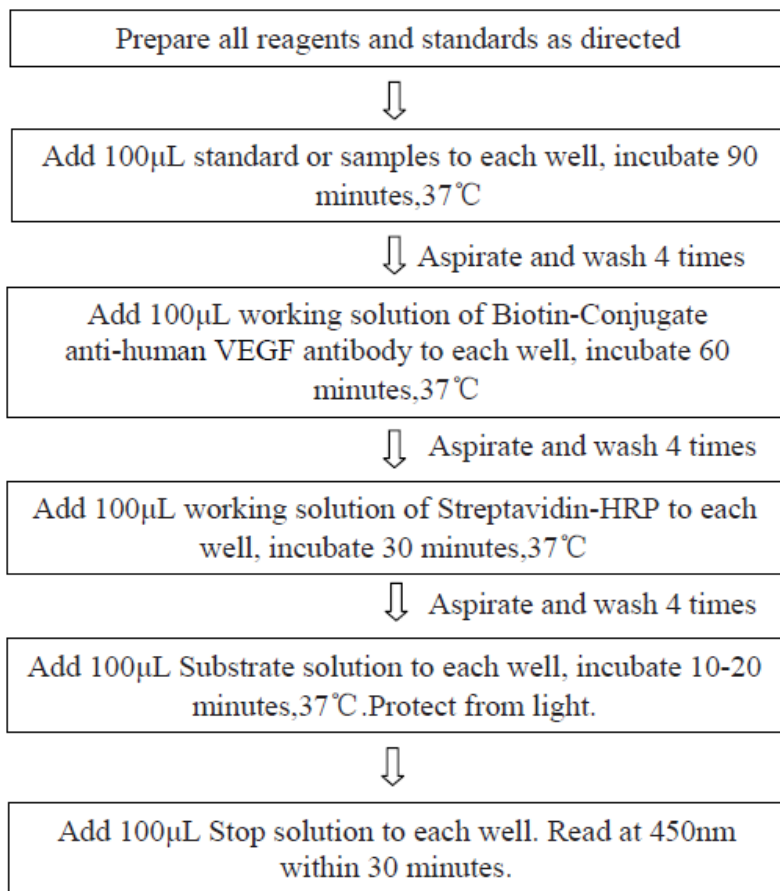 Prepare all reagents and standards as directed
Add 100μL standard or samples to each well, incubate 90
minutes,37℃
Aspirate and wash 4 times
Add 100μL working solution of Biotin-Conjugate
anti-human VEGF antibody to each well, incubate 60
minutes,37℃
Aspirate and wash 4 times
Add 100μL working solution of Streptavidin-HRP to each
well, incubate 30 minutes,37℃
Aspirate and wash 4 times
Add 100μL Substrate solution to each well, incubate 10-20
minutes,37℃.Protect from light.
Add 100μL Stop solution to each well. Read at 450nm
within 30 minutes.